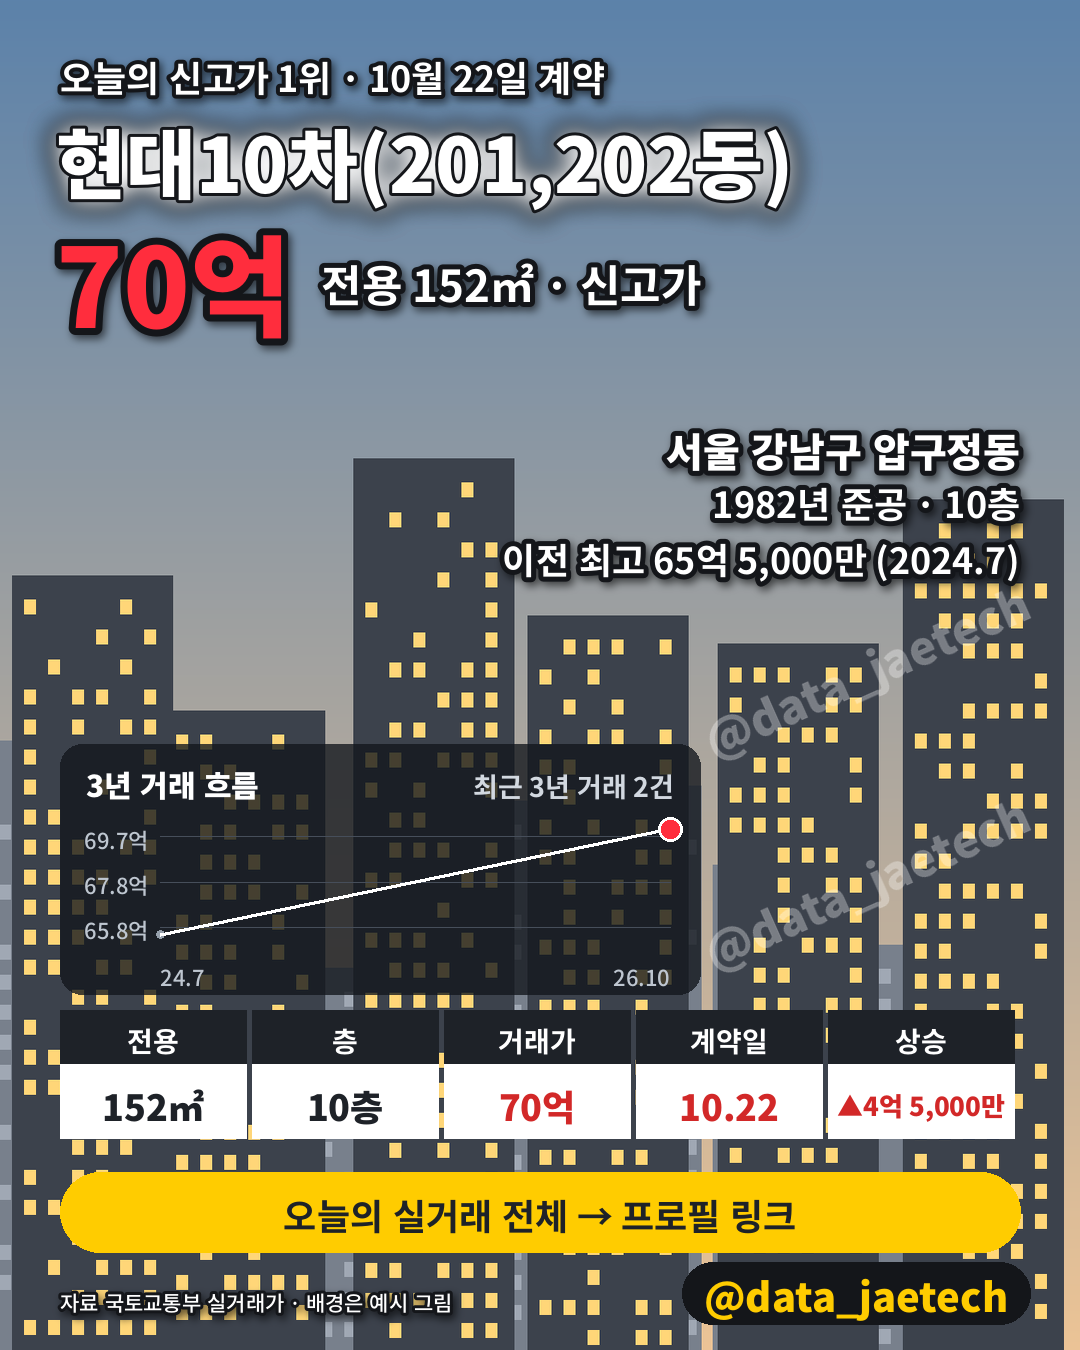 오늘의 신고가 1위 · 10월 22일 계약
현대10차(201,202동)
70억 전용 152㎡ · 신고가
서울 강남구 압구정동
1982년 준공 · 10층
이전 최고 65억 5,000만 (2024.7)
@data_jaetech
@data_jaetech
3년 거래 흐름 최근 3년 거래 2건
69.7억
67.8억
65.8억
24.7 26.10
전용 층 거래가 계약일 상승
152㎡ 10층 70억 10.22 ▲4억 5,000만
오늘의 실거래 전체 → 프로필 링크
자료 국토교통부 실거래가 · 배경은 예시 그림
@data_jaetech